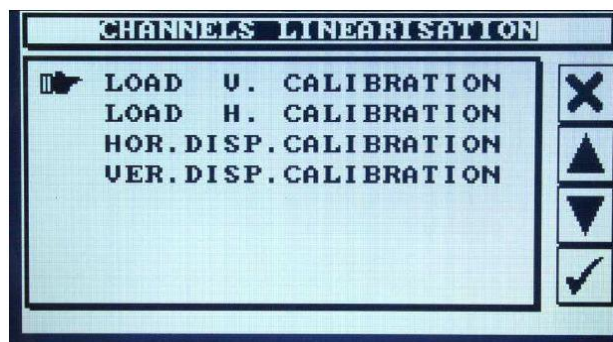 CHANNELS LINEARISATION
LOAD V. CALIBRATION
LOAD H. CALIBRATION
HOR.DISP.CALIBRATION
VER.DISP.CALIBRATION